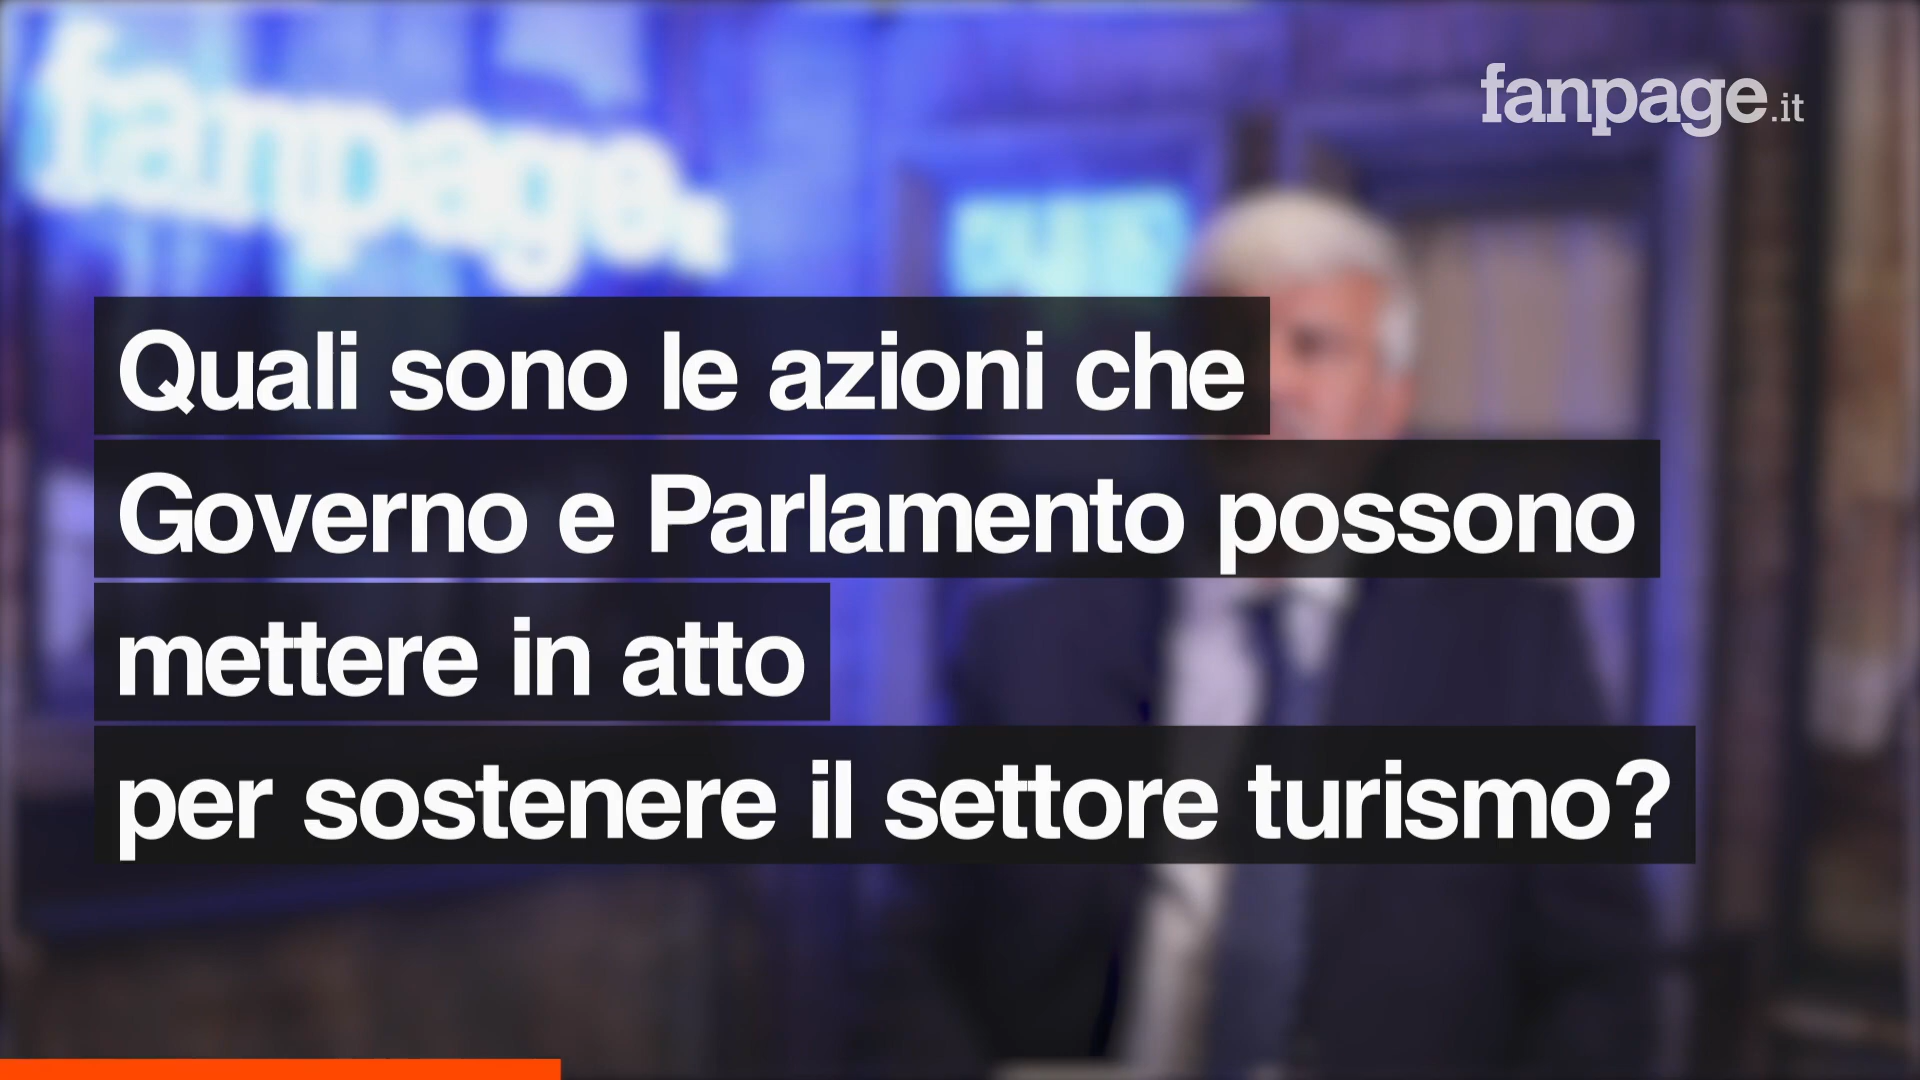 fanpage.it
fanpage.
Quali sono le azioni che
Governo e Parlamento possono
mettere in atto
per sostenere il settore turismo?